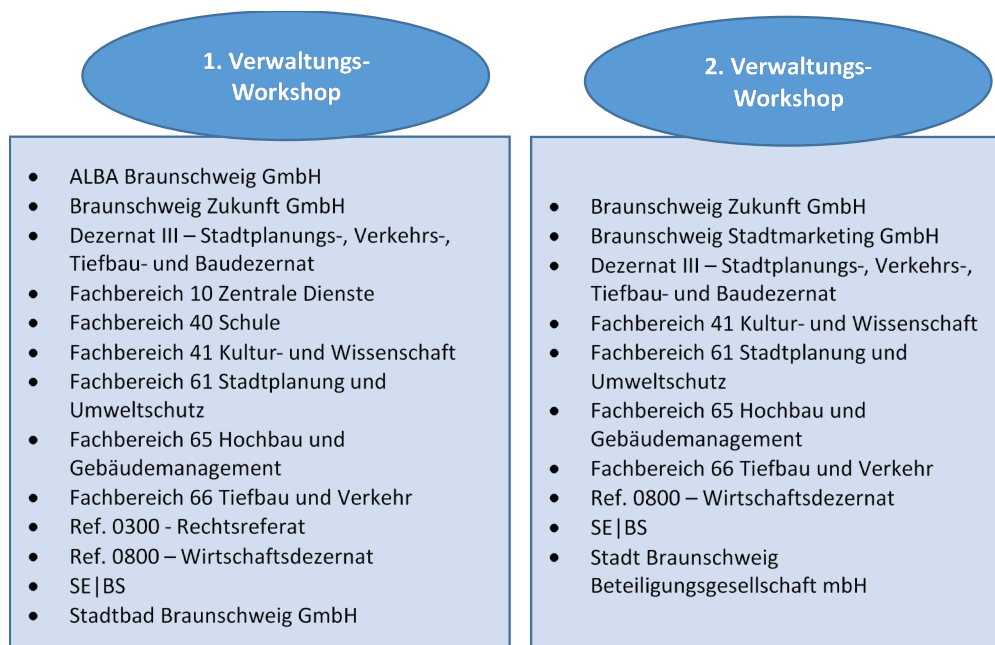 1. Verwaltungs-
Workshop
• ALBA Braunschweig GmbH
• Braunschweig Zukunft GmbH
• Dezernat III – Stadtplanungs-, Verkehrs-,
Tiefbau- und Baudezernat
• Fachbereich 10 Zentrale Dienste
• Fachbereich 40 Schule
• Fachbereich 41 Kultur- und Wissenschaft
• Fachbereich 61 Stadtplanung und
Umweltschutz
• Fachbereich 65 Hochbau und
Gebäudemanagement
• Fachbereich 66 Tiefbau und Verkehr
• Ref. 0300 - Rechtsreferat
• Ref. 0800 – Wirtschaftsdezernat
• SE|BS
• Stadtbad Braunschweig GmbH
2. Verwaltungs-
Workshop
• Braunschweig Zukunft GmbH
• Braunschweig Stadtmarketing GmbH
• Dezernat III – Stadtplanungs-, Verkehrs-,
Tiefbau- und Baudezernat
• Fachbereich 41 Kultur- und Wissenschaft
• Fachbereich 61 Stadtplanung und
Umweltschutz
• Fachbereich 65 Hochbau und
Gebäudemanagement
• Fachbereich 66 Tiefbau und Verkehr
• Ref. 0800 – Wirtschaftsdezernat
• SE|BS
• Stadt Braunschweig
Beteiligungsgesellschaft mbH